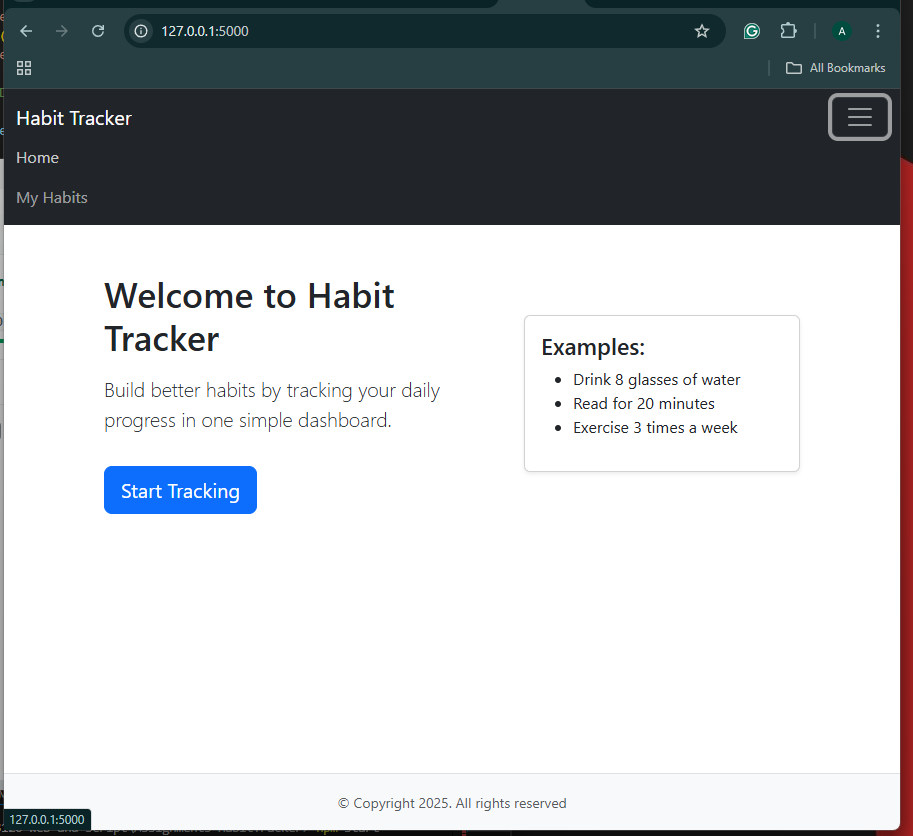 127.0.0.1:5000
A
All Bookmarks
Habit Tracker
Home
My Habits
Welcome to Habit
Tracker
Build better habits by tracking your daily
progress in one simple dashboard.
Start Tracking
Examples:
Drink 8 glasses of water
Read for 20 minutes
Exercise 3 times a week
© Copyright 2025. All rights reserved
127.0.0.1:5000